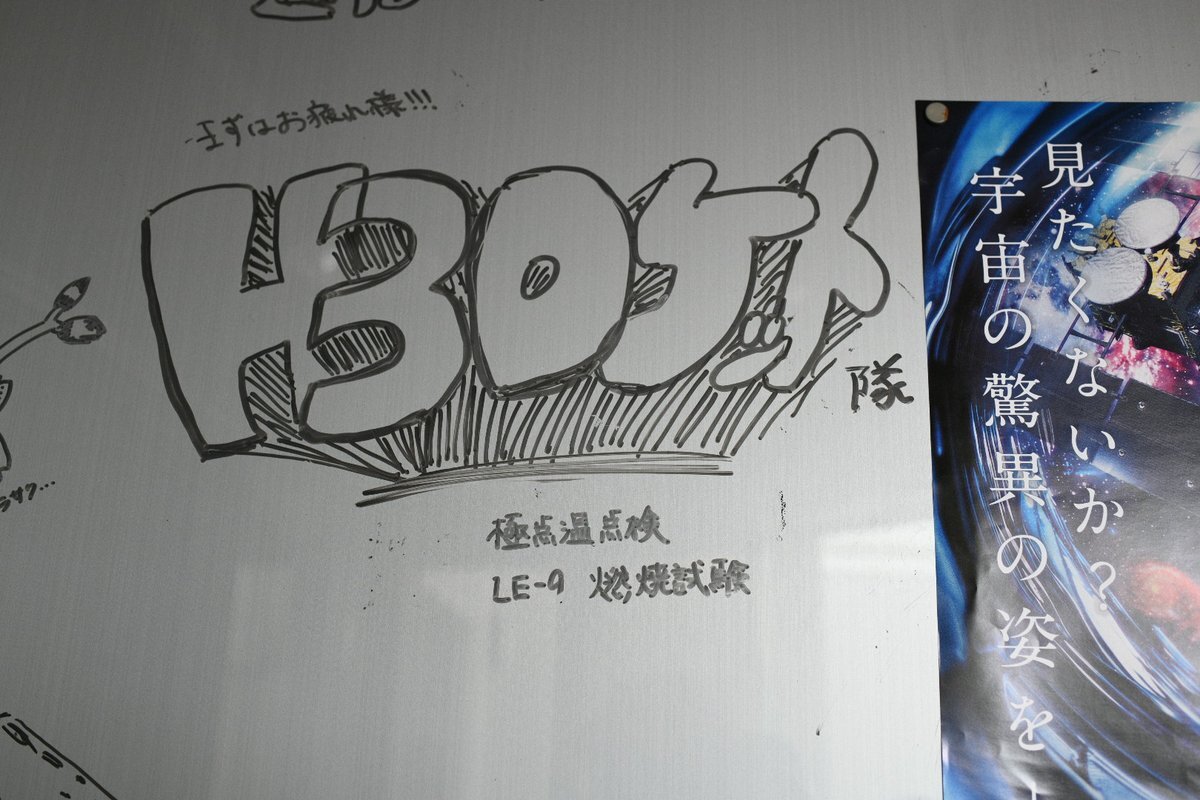 まずはお疲れ様!!!
H3ロケット
隊
極点温点検
LE-9 燃焼試験
見たくないか?
宇宙の驚異の姿を